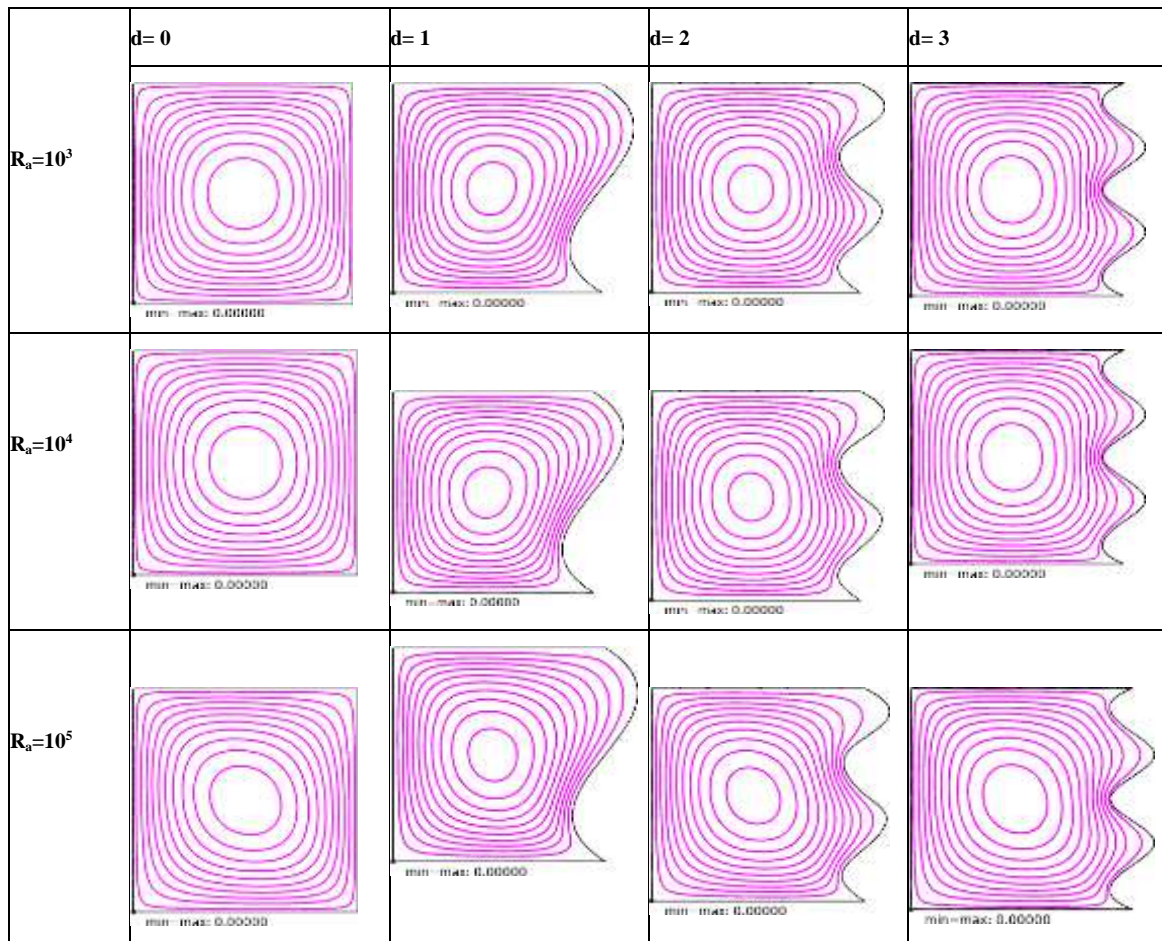 d= 0 d= 1 d= 2 d= 3
Rₐ=10³
min-max: 0.00000 min-max: 0.00000 min-max: 0.00000 min-max: 0.00000
Rₐ=10⁴
min-max: 0.00000 min-max: 0.00000 min-max: 0.00000 min-max: 0.00000
Rₐ=10⁵
min-max: 0.00000 min-max: 0.00000 min-max: 0.00000 min-max: 0.00000